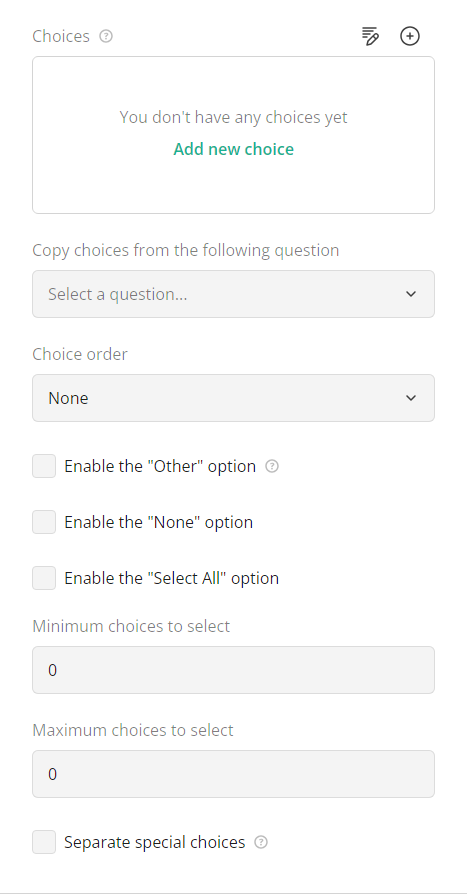 Choices
You don't have any choices yet
Add new choice
Copy choices from the following question
Select a question...
Choice order
None
Enable the "Other" option
Enable the "None" option
Enable the "Select All" option
Minimum choices to select
0
Maximum choices to select
0
Separate special choices